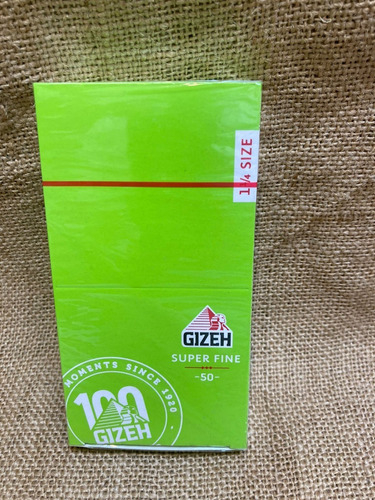 1¼ SIZE
GIZEH
SUPER FINE
-50-
MOMENTS SINCE 1920
100
GIZEH